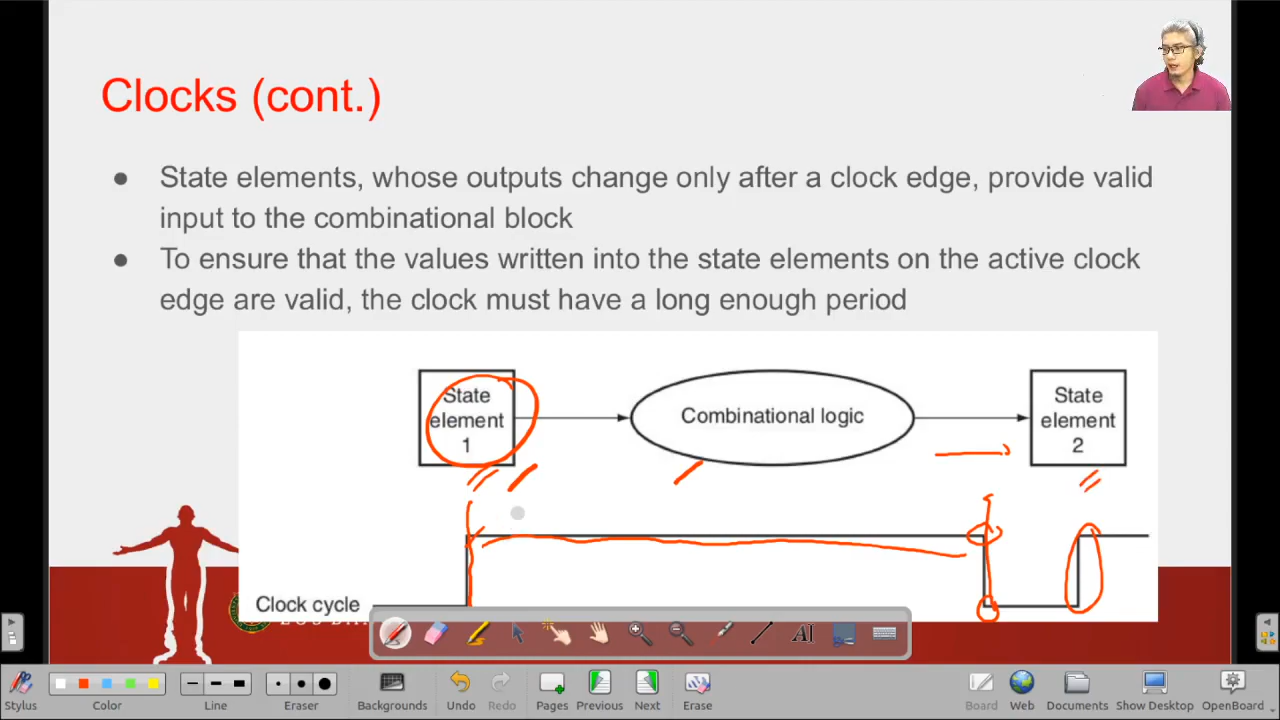 Clocks (cont.)
● State elements, whose outputs change only after a clock edge, provide valid
input to the combinational block
● To ensure that the values written into the state elements on the active clock
edge are valid, the clock must have a long enough period
State
element
1
Combinational logic
State
element
2
Clock cycle
Stylus
Color
Line
Eraser
Backgrounds
Undo
Redo
Pages
Previous
Next
Erase
Board
Web
Documents
Show Desktop
OpenBoard